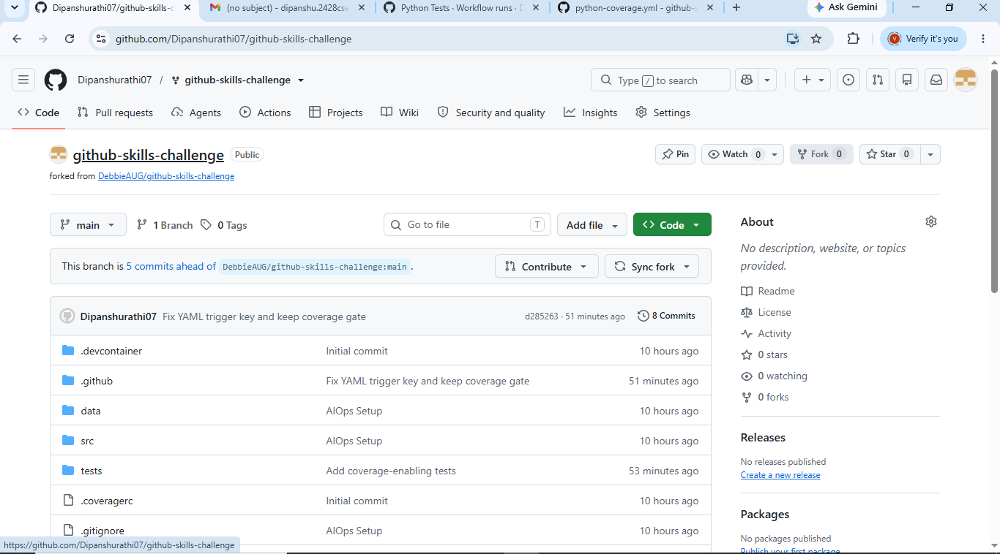 Dipanshurathi07/github-skills-c
(no subject) - dipanshu.2428cse
Python Tests · Workflow runs · D
python-coverage.yml - github-s
Ask Gemini
github.com/Dipanshurathi07/github-skills-challenge
Verify it's you
Dipanshurathi07 / github-skills-challenge
Type / to search
Code
Pull requests
Agents
Actions
Projects
Wiki
Security and quality
Insights
Settings
github-skills-challenge Public
Pin
Watch 0
Fork 0
Star 0
forked from DebbieAUG/github-skills-challenge
main
1 Branch
0 Tags
Go to file T
Add file
Code
This branch is 5 commits ahead of DebbieAUG/github-skills-challenge:main .
Contribute
Sync fork
Dipanshurathi07 Fix YAML trigger key and keep coverage gate d285263 · 51 minutes ago 8 Commits
.devcontainer Initial commit 10 hours ago
.github Fix YAML trigger key and keep coverage gate 51 minutes ago
data AIOps Setup 10 hours ago
src AIOps Setup 10 hours ago
tests Add coverage-enabling tests 53 minutes ago
.coveragerc Initial commit 10 hours ago
.gitignore AIOps Setup 10 hours ago
About
No description, website, or topics
provided.
Readme
License
Activity
0 stars
0 watching
0 forks
Releases
No releases published
Create a new release
Packages
No packages published
Publish your first package
https://github.com/Dipanshurathi07/github-skills-challenge